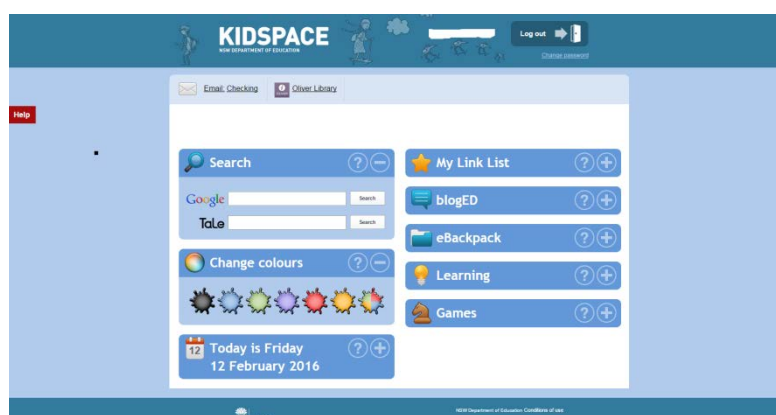 KIDSPACE
NSW DEPARTMENT OF EDUCATION
Log out
Change password
Email: Checking
Oliver Library
Help
Search
Google
Search
TaLe
Search
Change colours
12
Today is Friday
12 February 2016
My Link List
blogED
eBackpack
Learning
Games
NSW Department of Education Conditions of use